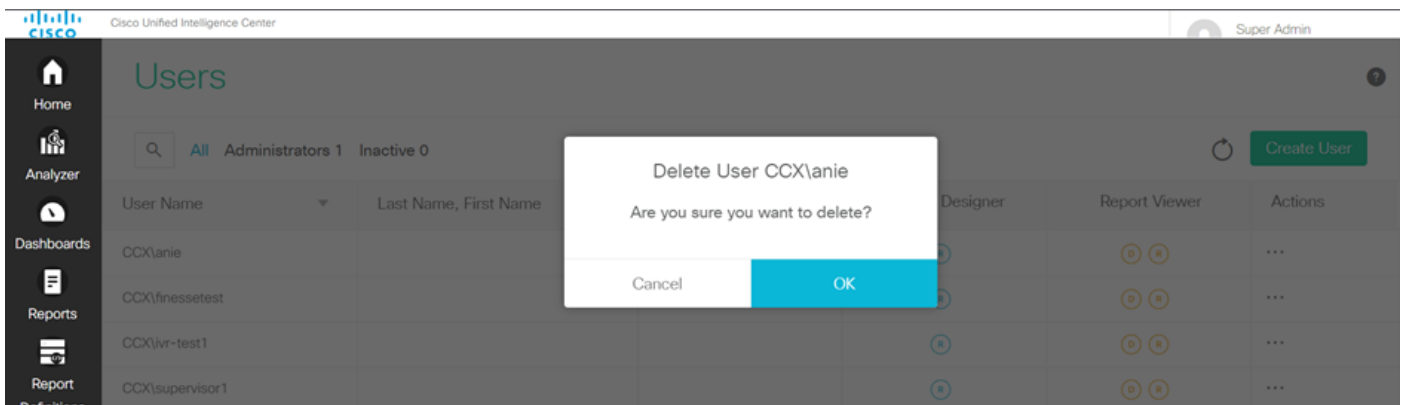 CISCO
Cisco Unified Intelligence Center
Super Admin
Home
Users
?
Analyzer
All Administrators 1 Inactive 0
Create User
User Name Last Name, First Name Designer Report Viewer Actions
Delete User CCX\anie
Are you sure you want to delete?
Cancel OK
Dashboards
CCX\anie D R ...
Reports
CCX\finessetest D R ...
CCX\ivr-test1 R D R ...
Report
CCX\supervisor1 R D R ...